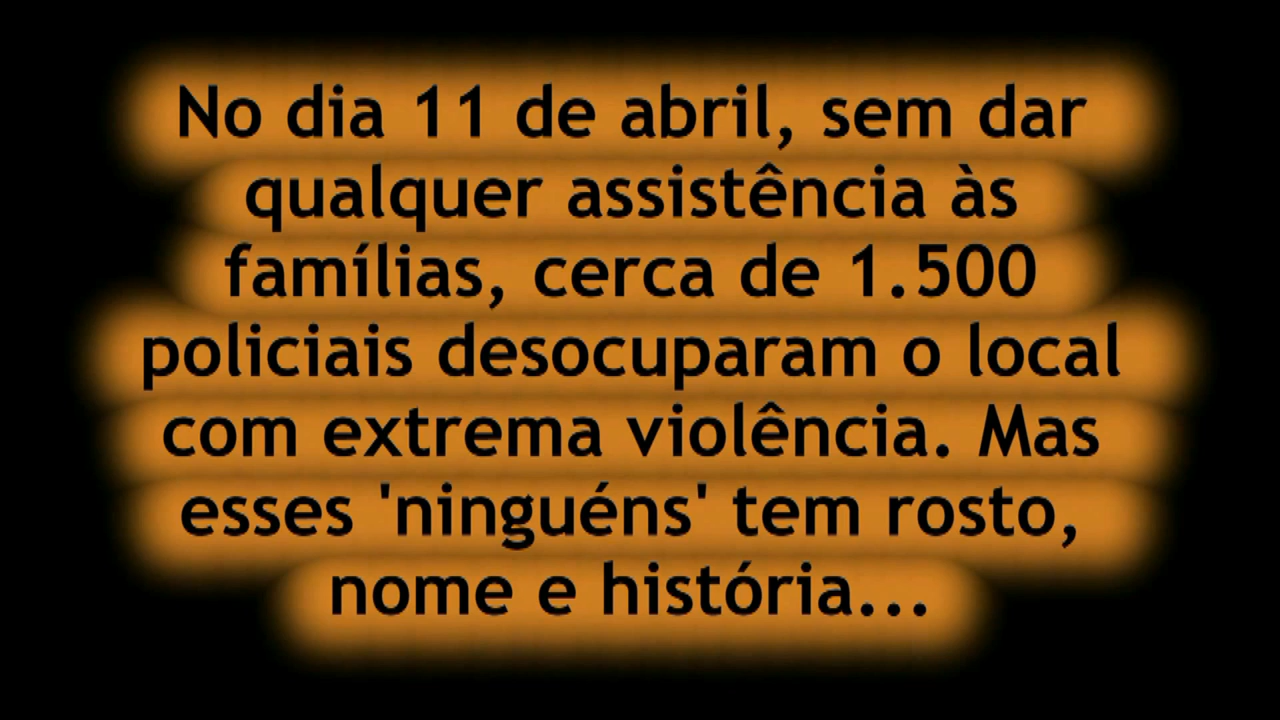 No dia 11 de abril, sem dar
qualquer assistência às
famílias, cerca de 1.500
policiais desocuparam o local
com extrema violência. Mas
esses 'ninguéns' tem rosto,
nome e história...